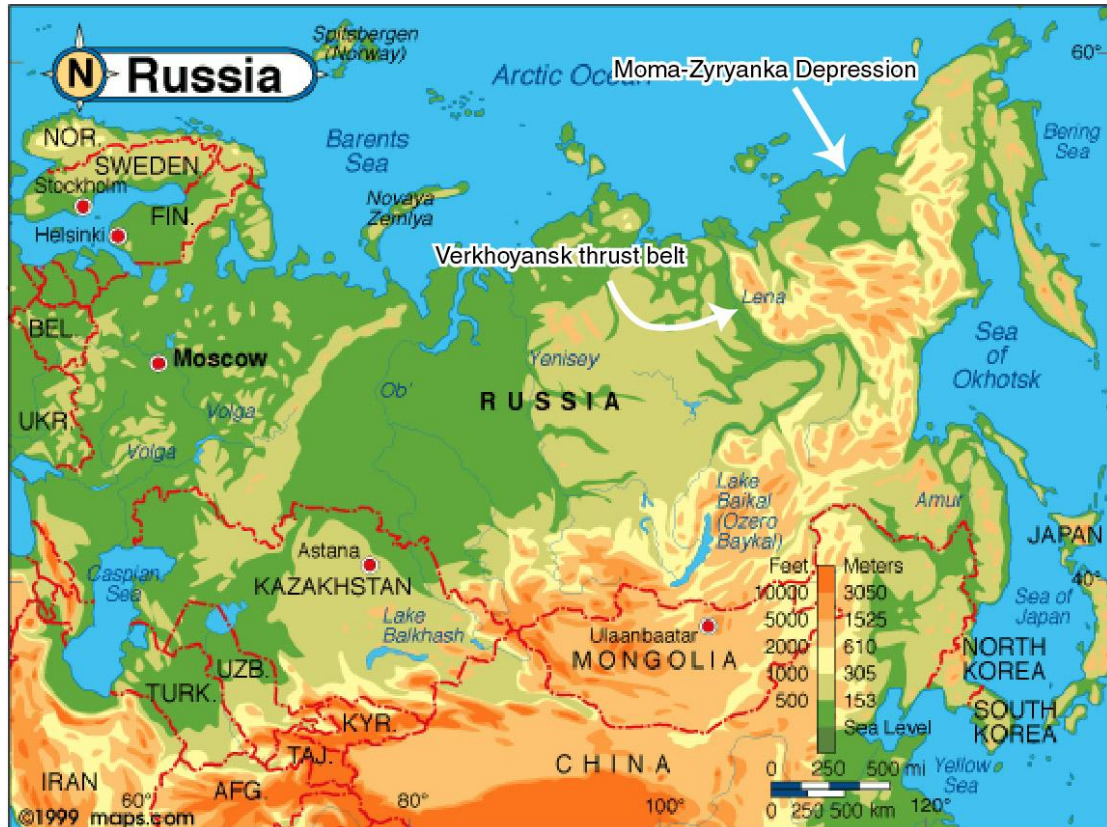 N Russia
Spitsbergen
(Norway)
Arctic Ocean
60°
Moma-Zyryanka Depression
NOR.
SWEDEN
Stockholm
Barents
Sea
Bering
Sea
Novaya
Zemlya
FIN.
Helsinki
Verkhoyansk thrust belt
Lena
BEL.
Moscow
Yenisey
Sea
of
Okhotsk
Ob'
RUSSIA
UKR.
Volga
Volga
Lake
Baikal
(Ozero
Baykal)
Amur
JAPAN
Astana
KAZAKHSTAN
Caspian
Sea
Feet Meters
10000 3050
5000 1525
2000 610
1000 305
500 153
Sea Level
40°
Sea of
Japan
Lake
Balkhash
Ulaanbaatar
MONGOLIA
NORTH
KOREA
UZB.
TURK.
KYR.
SOUTH
KOREA
TAJ.
CHINA
IRAN
AFG.
Yellow
Sea
0 250 500 mi
0 250 500 km
60°
80°
100°
120°
©1999 maps.com